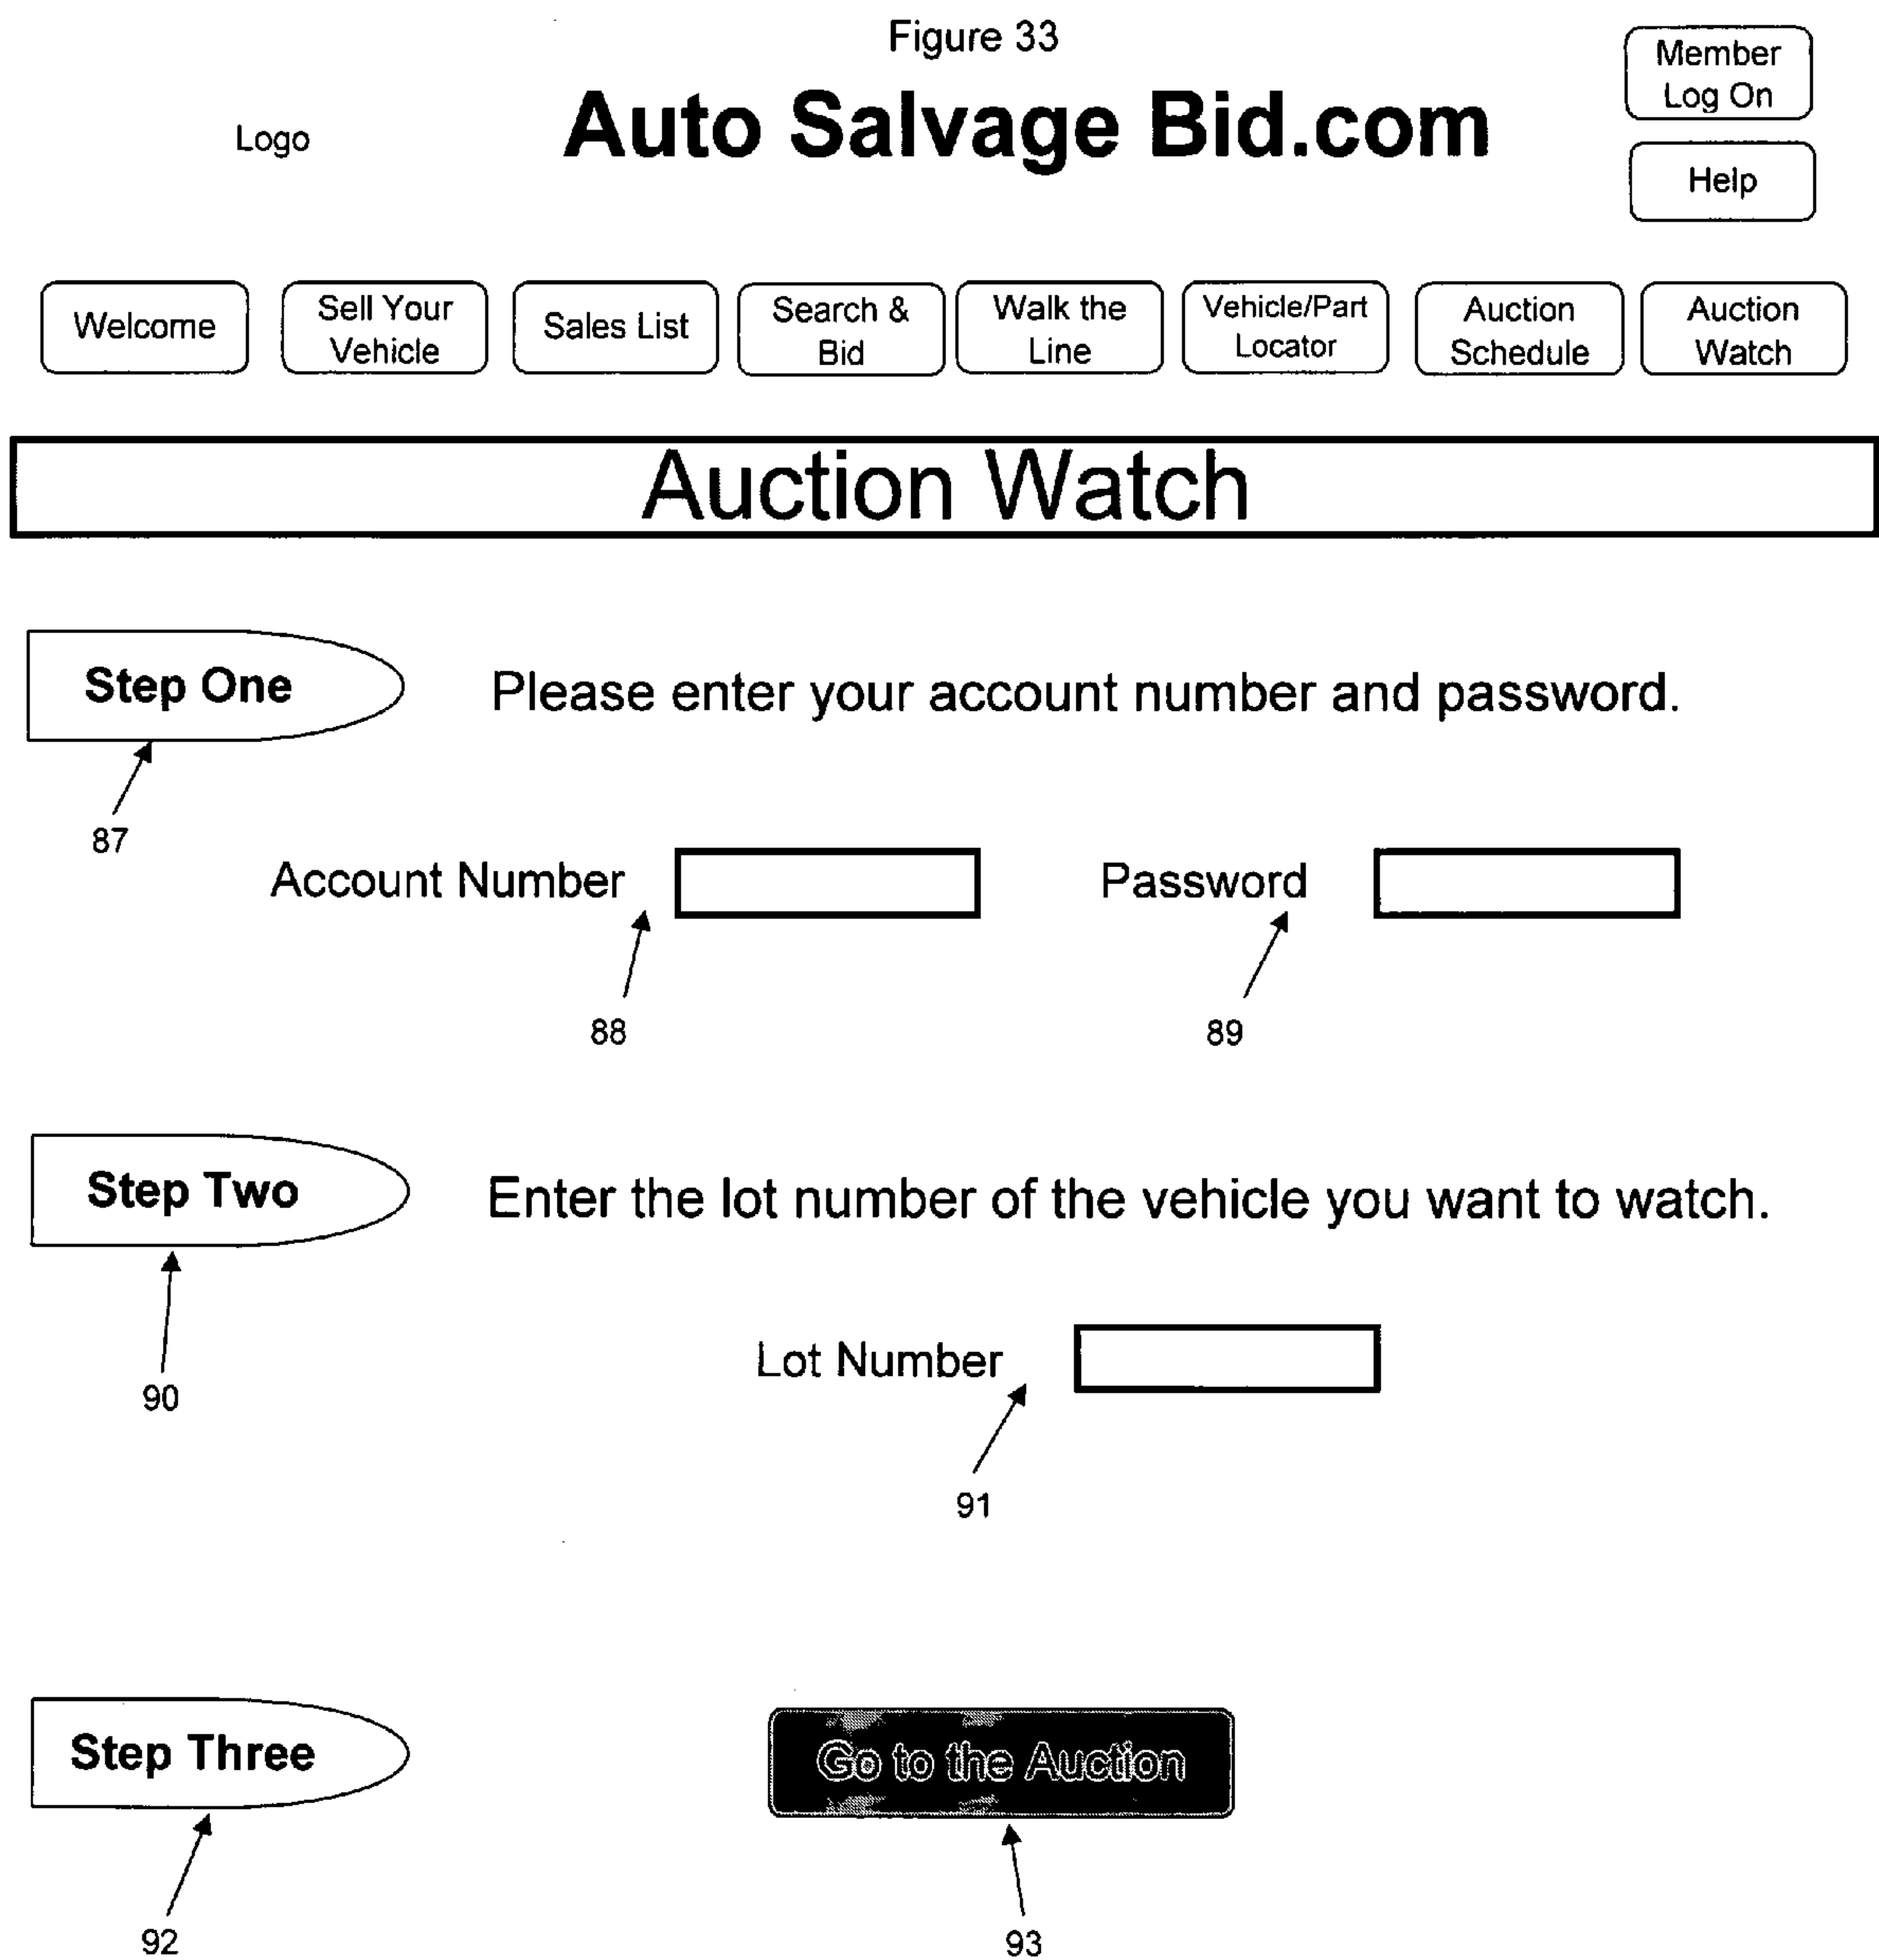 Figure 33
Member
Log On
Logo
Auto Salvage Bid.com
Help
Welcome
Sell Your
Vehicle
Sales List
Search &
Bid
Walk the
Line
Vehicle/Part
Locator
Auction
Schedule
Auction
Watch
Auction Watch
Step One
Please enter your account number and password.
87
Account Number
Password
88
89
Step Two
Enter the lot number of the vehicle you want to watch.
90
Lot Number
91
Step Three
Go to the Auction
92
93